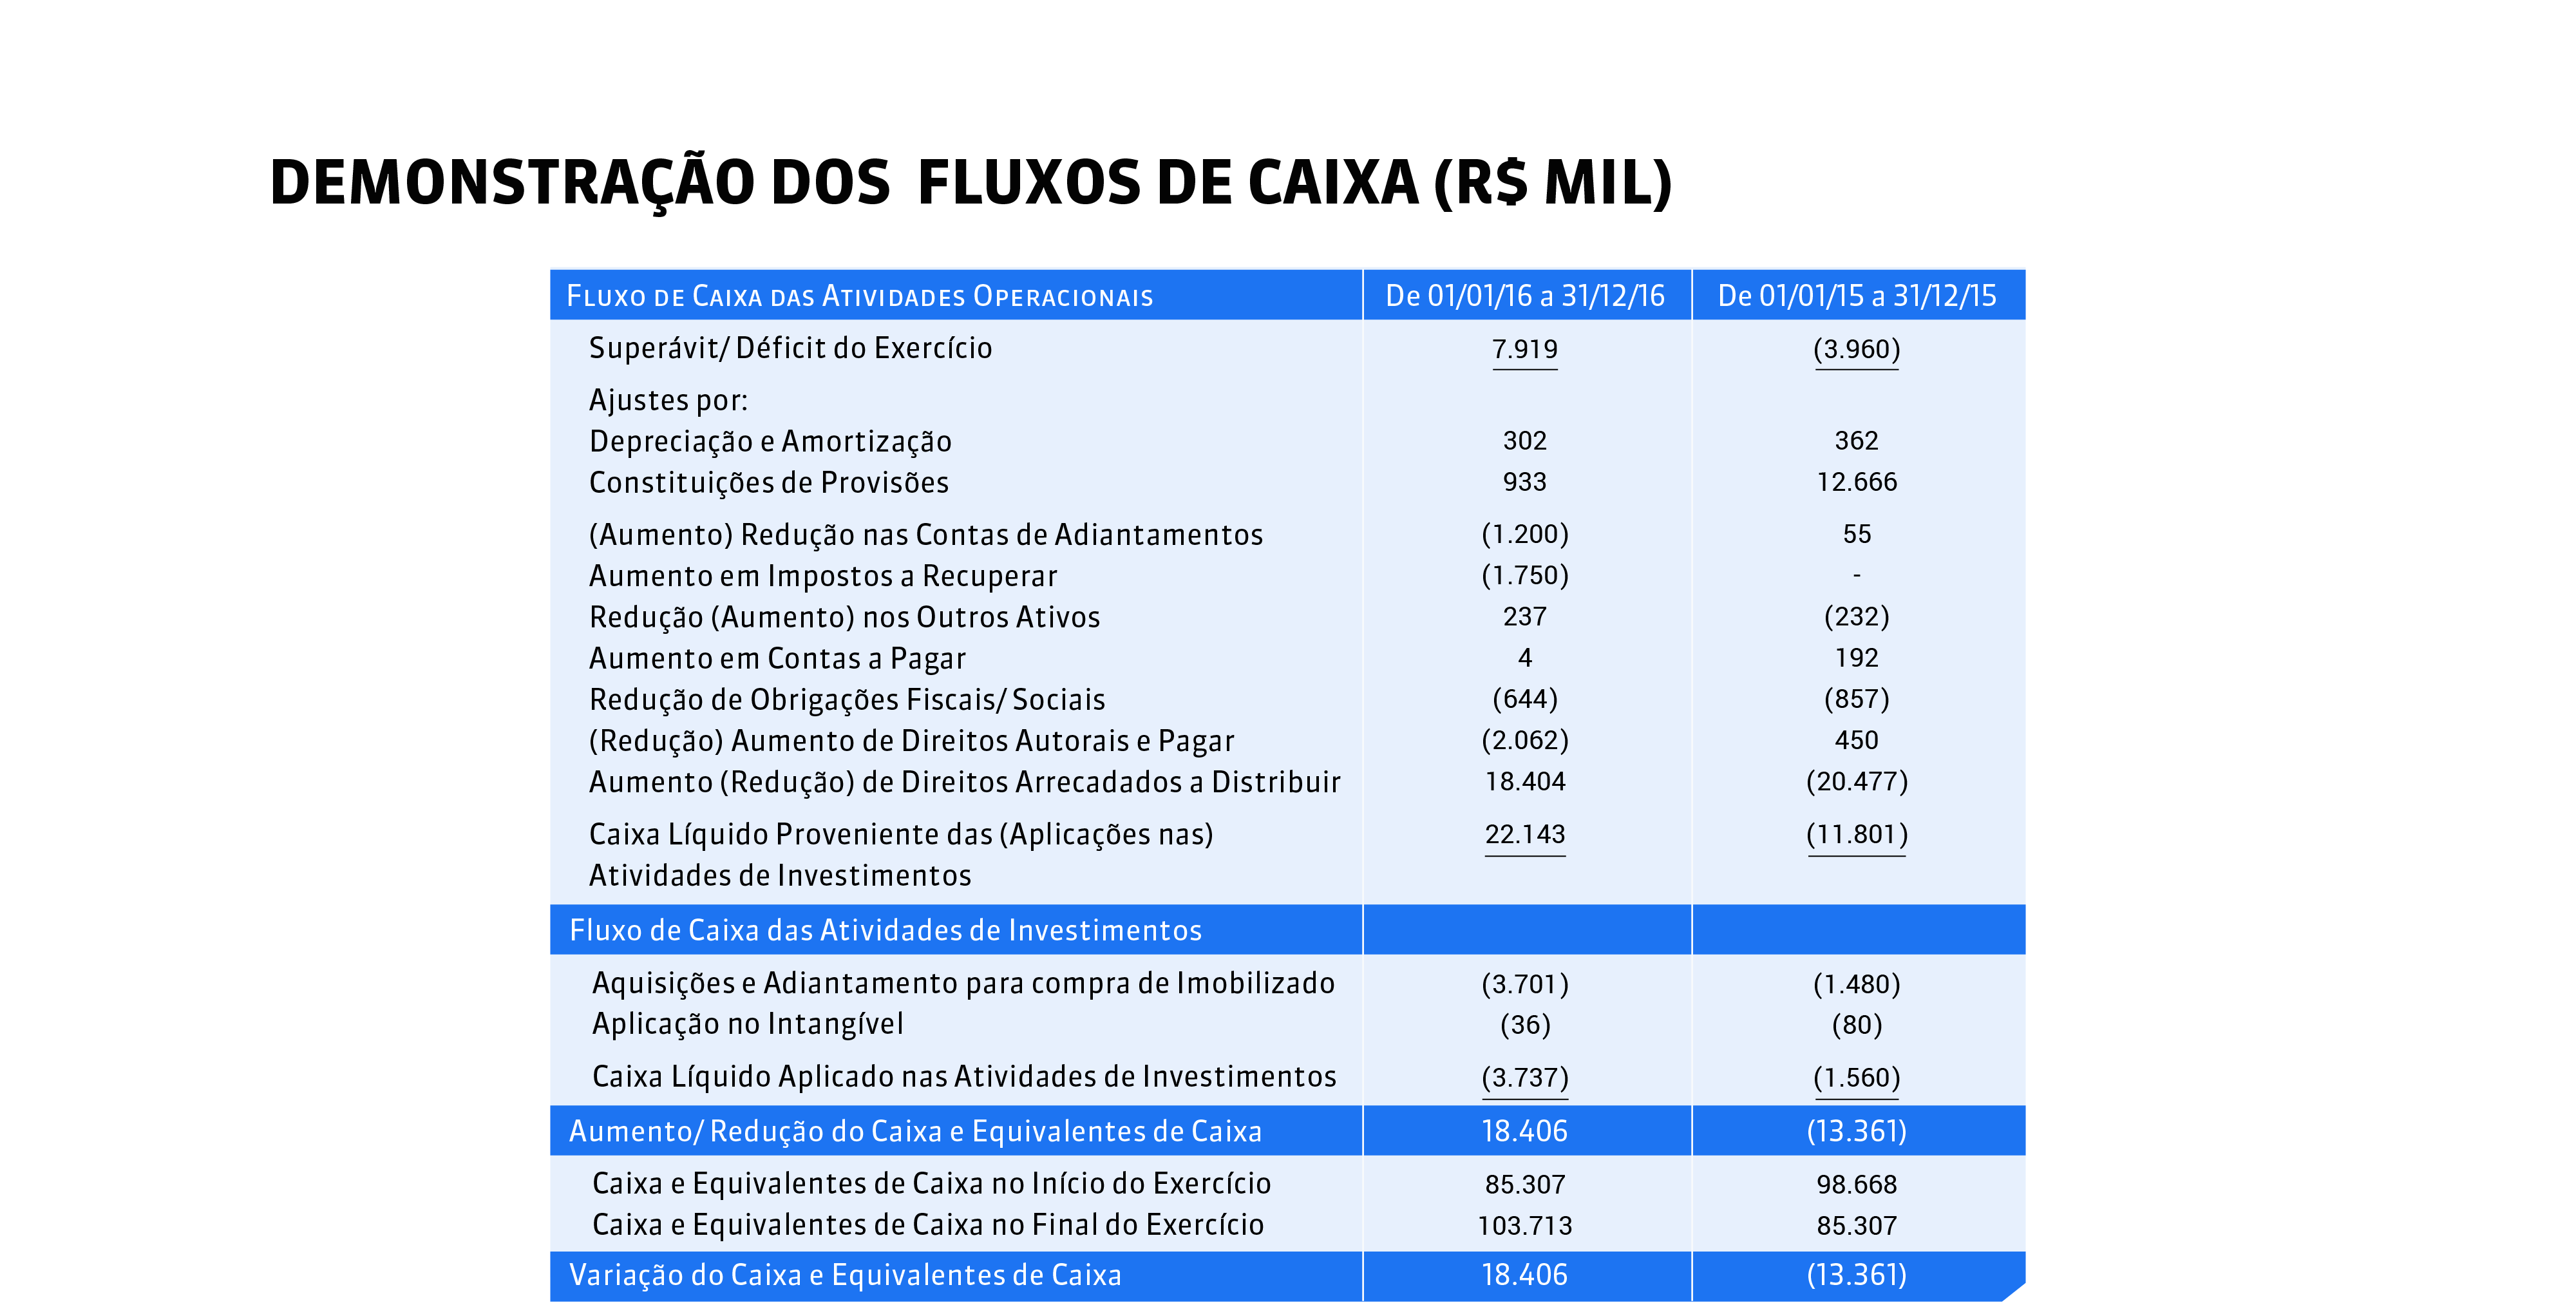 DEMONSTRAÇÃO DOS FLUXOS DE CAIXA (R$ MIL)
Fluxo de Caixa das Atividades Operacionais De 01/01/16 a 31/12/16 De 01/01/15 a 31/12/15
Superávit/ Déficit do Exercício 7.919 (3.960)
Ajustes por:
Depreciação e Amortização 302 362
Constituições de Provisões 933 12.666
(Aumento) Redução nas Contas de Adiantamentos (1.200) 55
Aumento em Impostos a Recuperar (1.750) -
Redução (Aumento) nos Outros Ativos 237 (232)
Aumento em Contas a Pagar 4 192
Redução de Obrigações Fiscais/ Sociais (644) (857)
(Redução) Aumento de Direitos Autorais e Pagar (2.062) 450
Aumento (Redução) de Direitos Arrecadados a Distribuir 18.404 (20.477)
Caixa Líquido Proveniente das (Aplicações nas) 22.143 (11.801)
Atividades de Investimentos
Fluxo de Caixa das Atividades de Investimentos
Aquisições e Adiantamento para compra de Imobilizado (3.701) (1.480)
Aplicação no Intangível (36) (80)
Caixa Líquido Aplicado nas Atividades de Investimentos (3.737) (1.560)
Aumento/ Redução do Caixa e Equivalentes de Caixa 18.406 (13.361)
Caixa e Equivalentes de Caixa no Início do Exercício 85.307 98.668
Caixa e Equivalentes de Caixa no Final do Exercício 103.713 85.307
Variação do Caixa e Equivalentes de Caixa 18.406 (13.361)